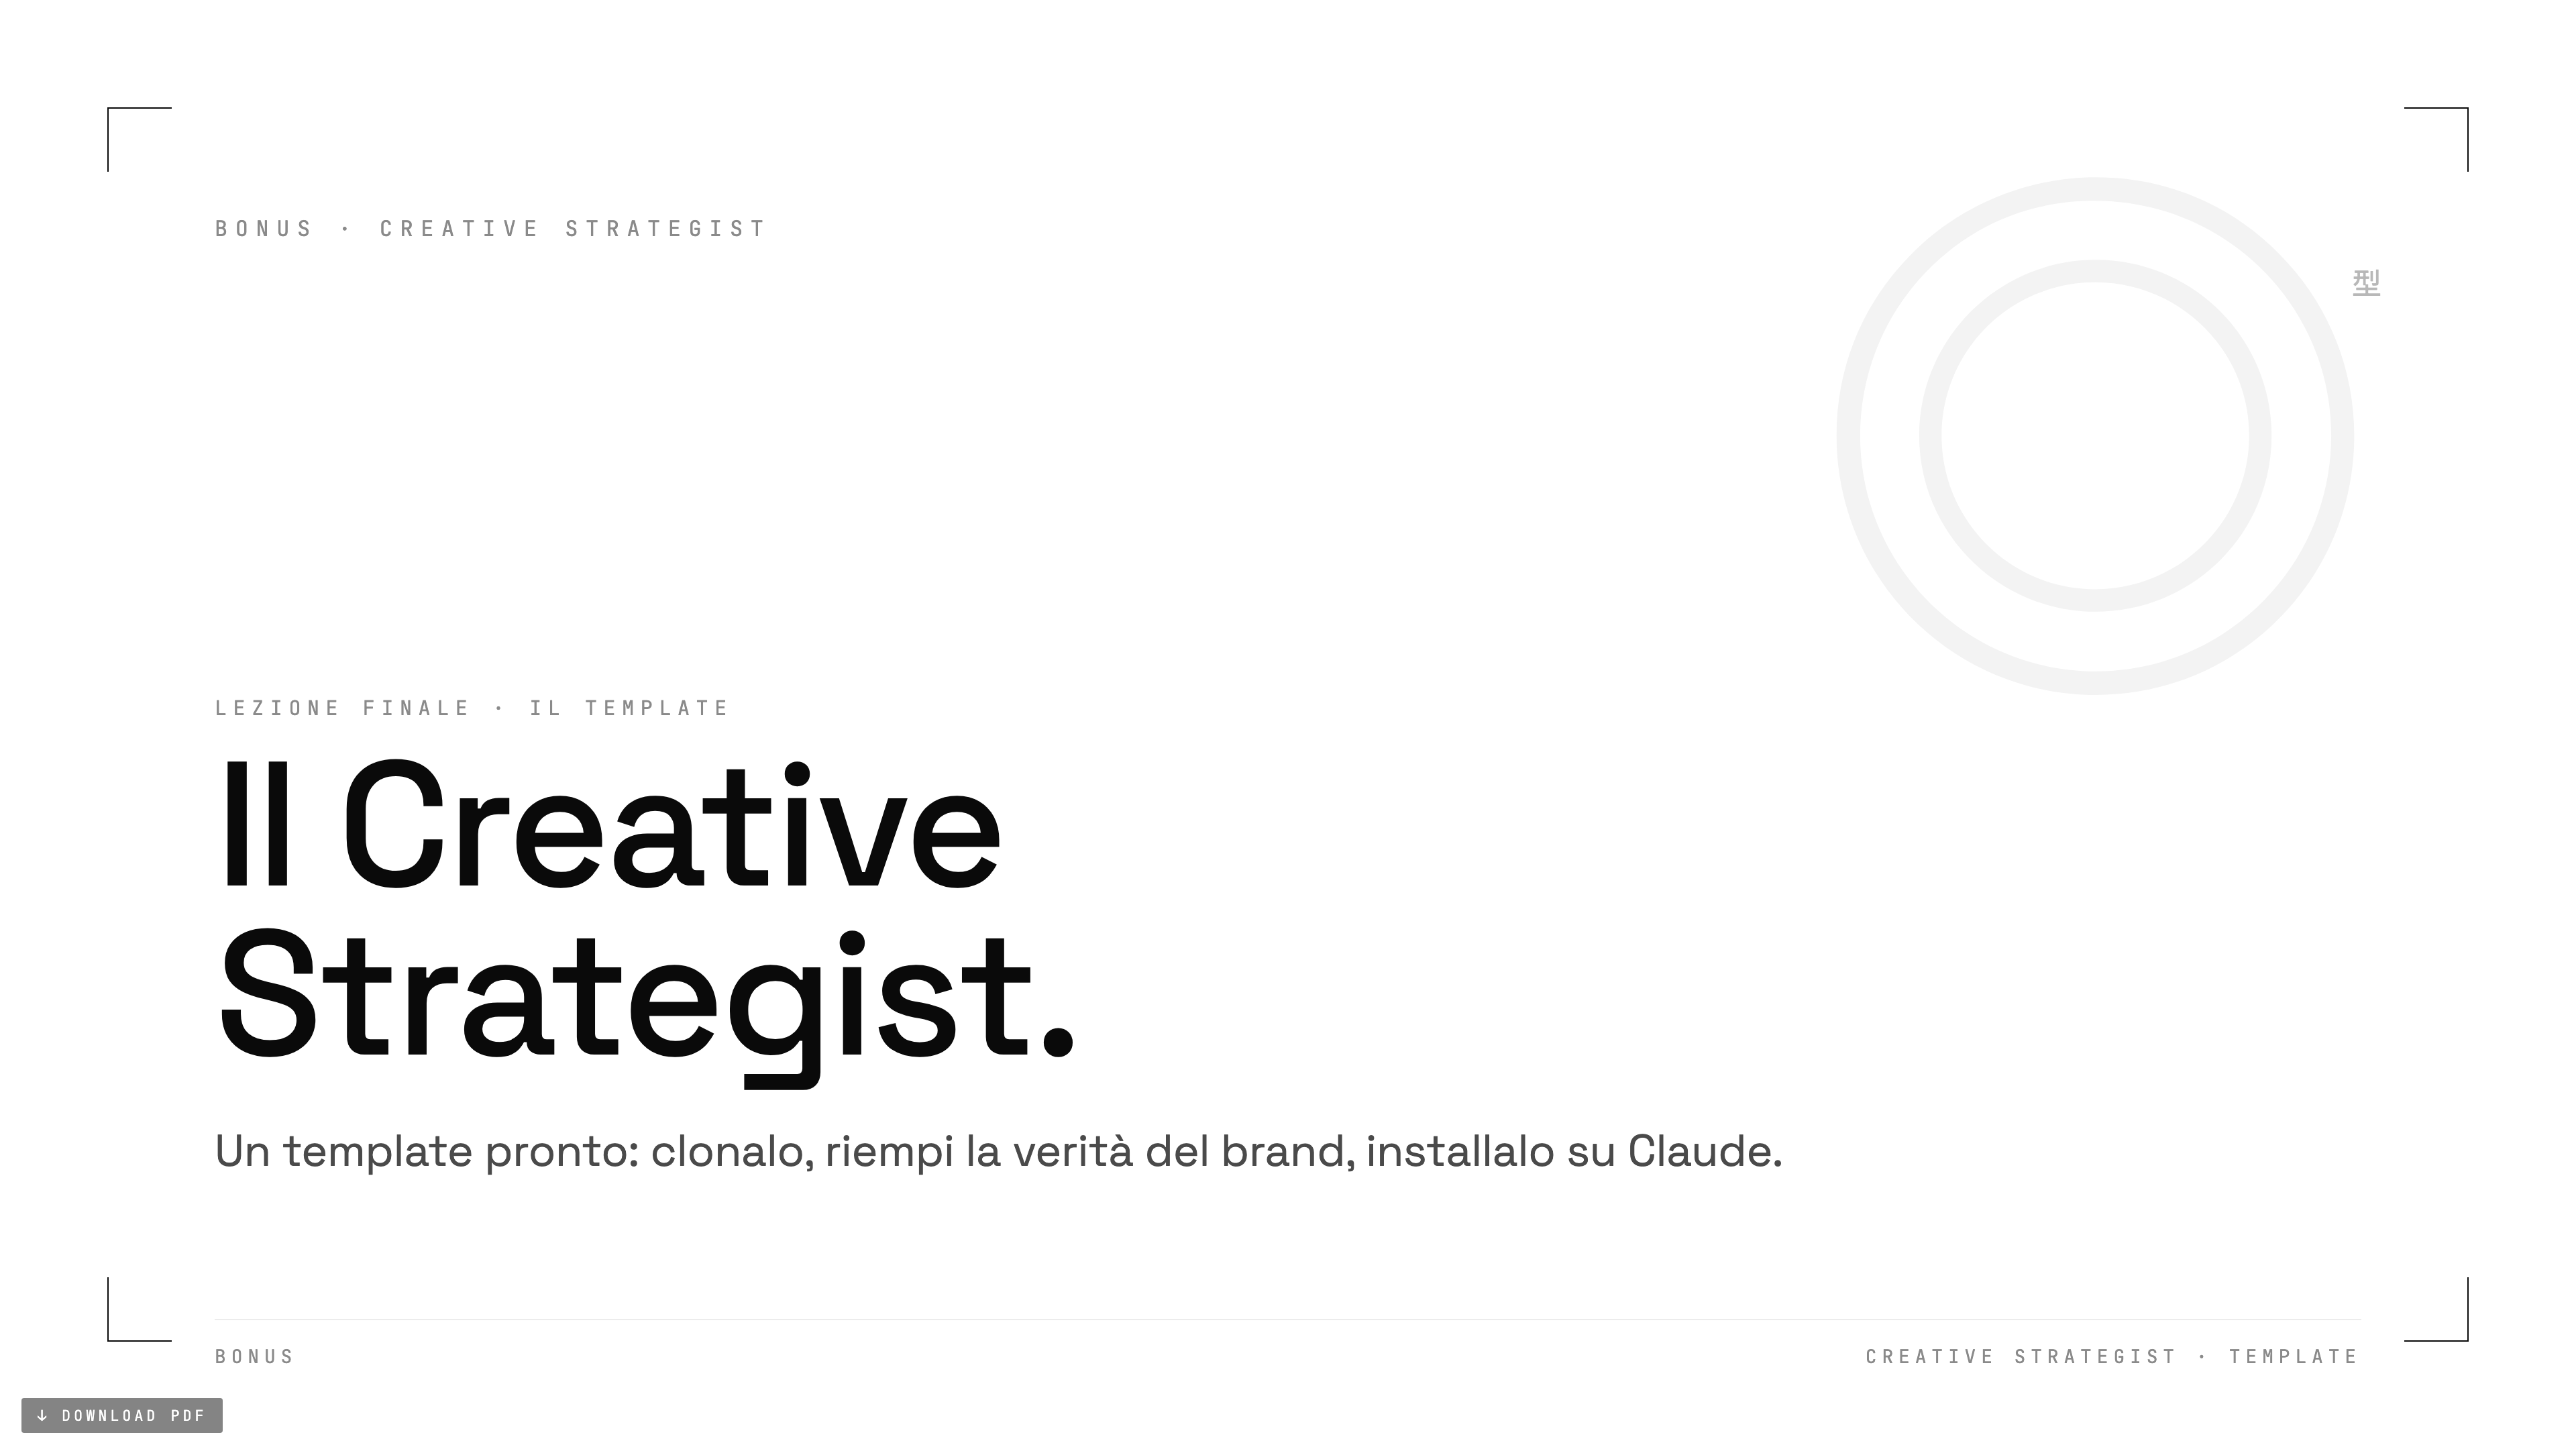 BONUS · CREATIVE STRATEGIST
型
LEZIONE FINALE · IL TEMPLATE
Il Creative
Strategist.
Un template pronto: clonalo, riempi la verità del brand, installalo su Claude.
BONUS
CREATIVE STRATEGIST · TEMPLATE
↓ DOWNLOAD PDF